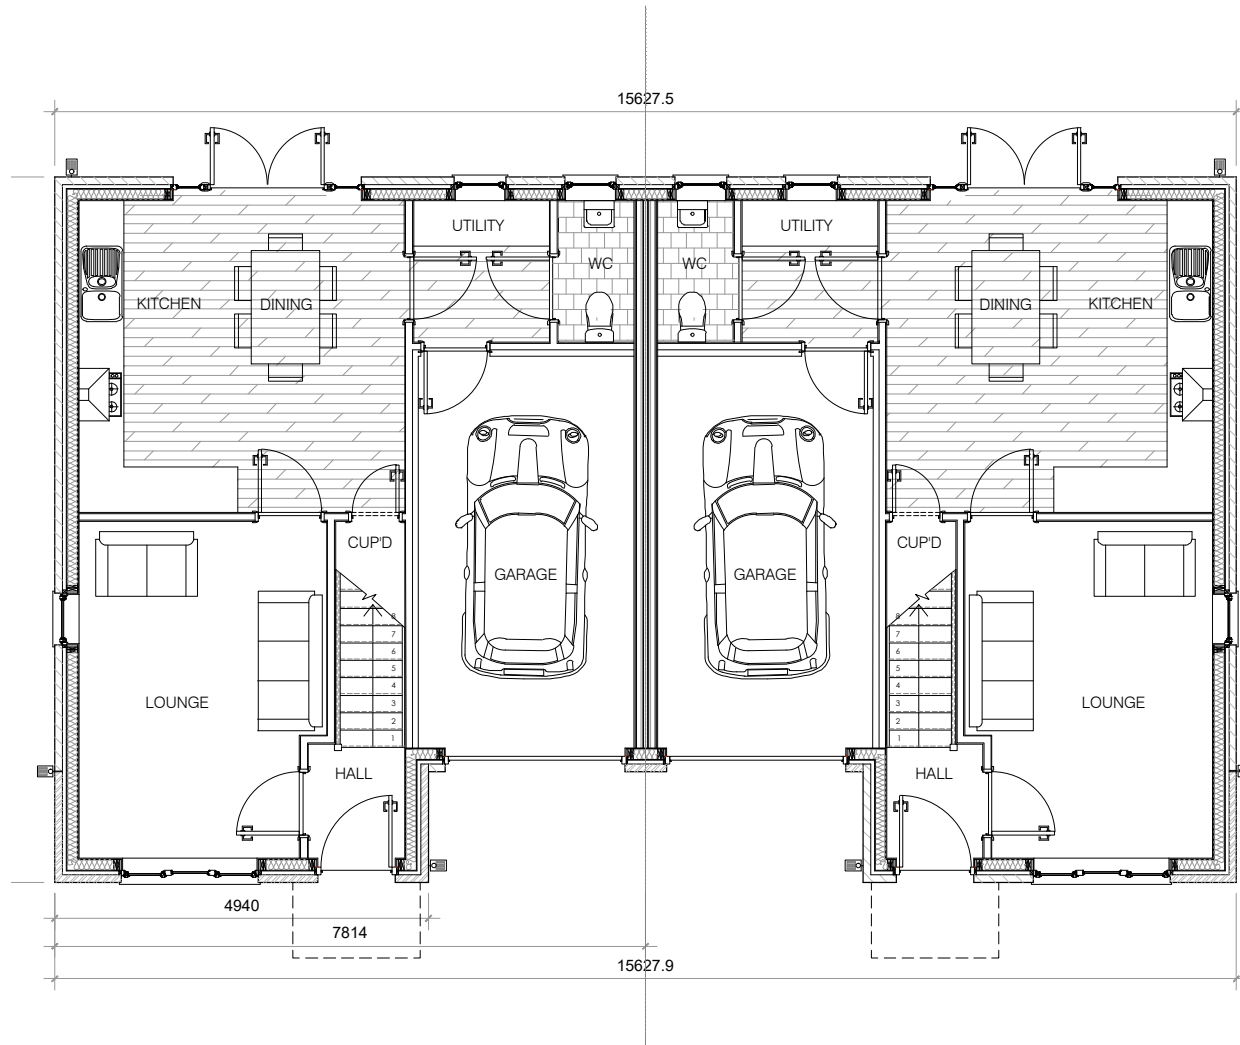 15627.5
UTILITY
UTILITY
WC
WC
KITCHEN
DINING
DINING
KITCHEN
CUP'D
CUP'D
GARAGE
GARAGE
8
7
6
5
4
3
2
1
8
7
6
5
4
3
2
1
LOUNGE
LOUNGE
HALL
HALL
4940
7814
15627.9